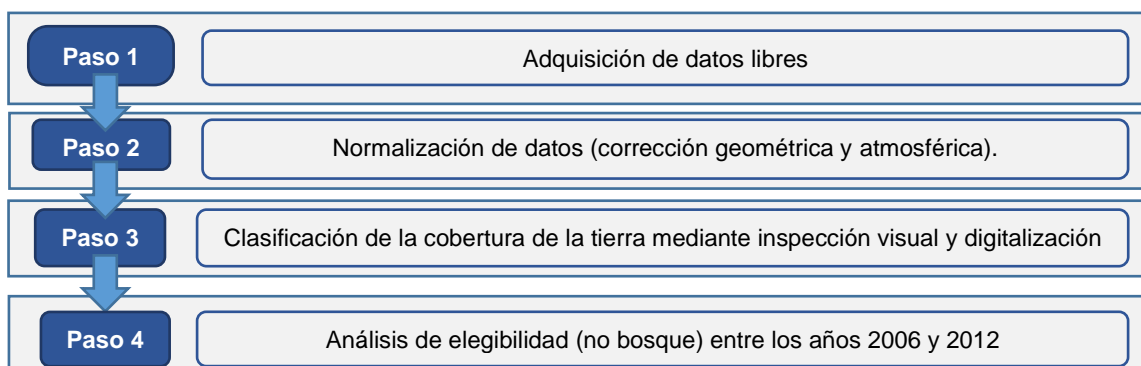 Paso 1
Adquisición de datos libres
Paso 2
Normalización de datos (corrección geométrica y atmosférica).
Paso 3
Clasificación de la cobertura de la tierra mediante inspección visual y digitalización
Paso 4
Análisis de elegibilidad (no bosque) entre los años 2006 y 2012